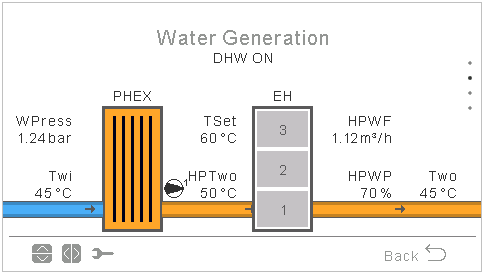 Water Generation
DHW ON
PHEX
EH
WPress
1.24bar
TSet
60°C
HPWF
1.12m³/h
3
2
1
Twi
45°C
1
HPTwo
50°C
HPWP
70%
Two
45°C
Back